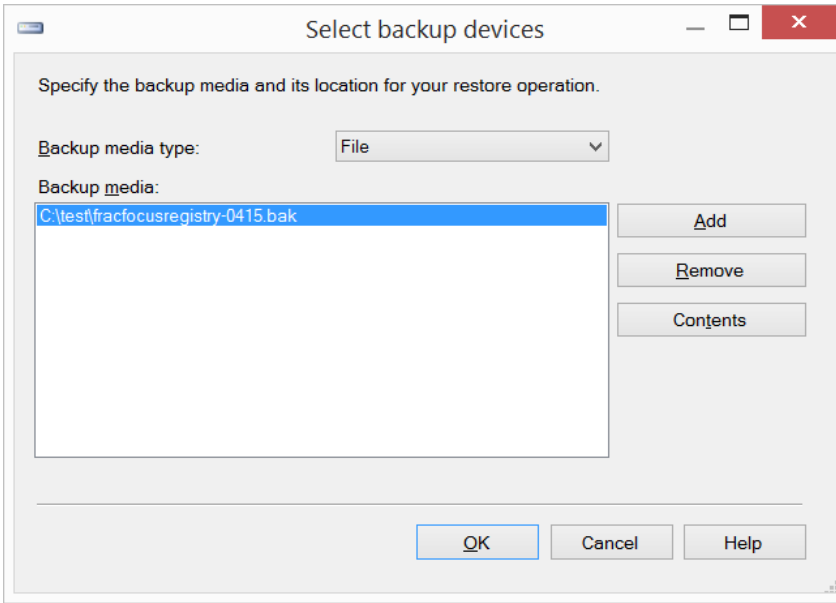 Select backup devices
Specify the backup media and its location for your restore operation.
Backup media type:
File
Backup media:
C:\test\fracfocusregistry-0415.bak
Add
Remove
Contents
OK
Cancel
Help